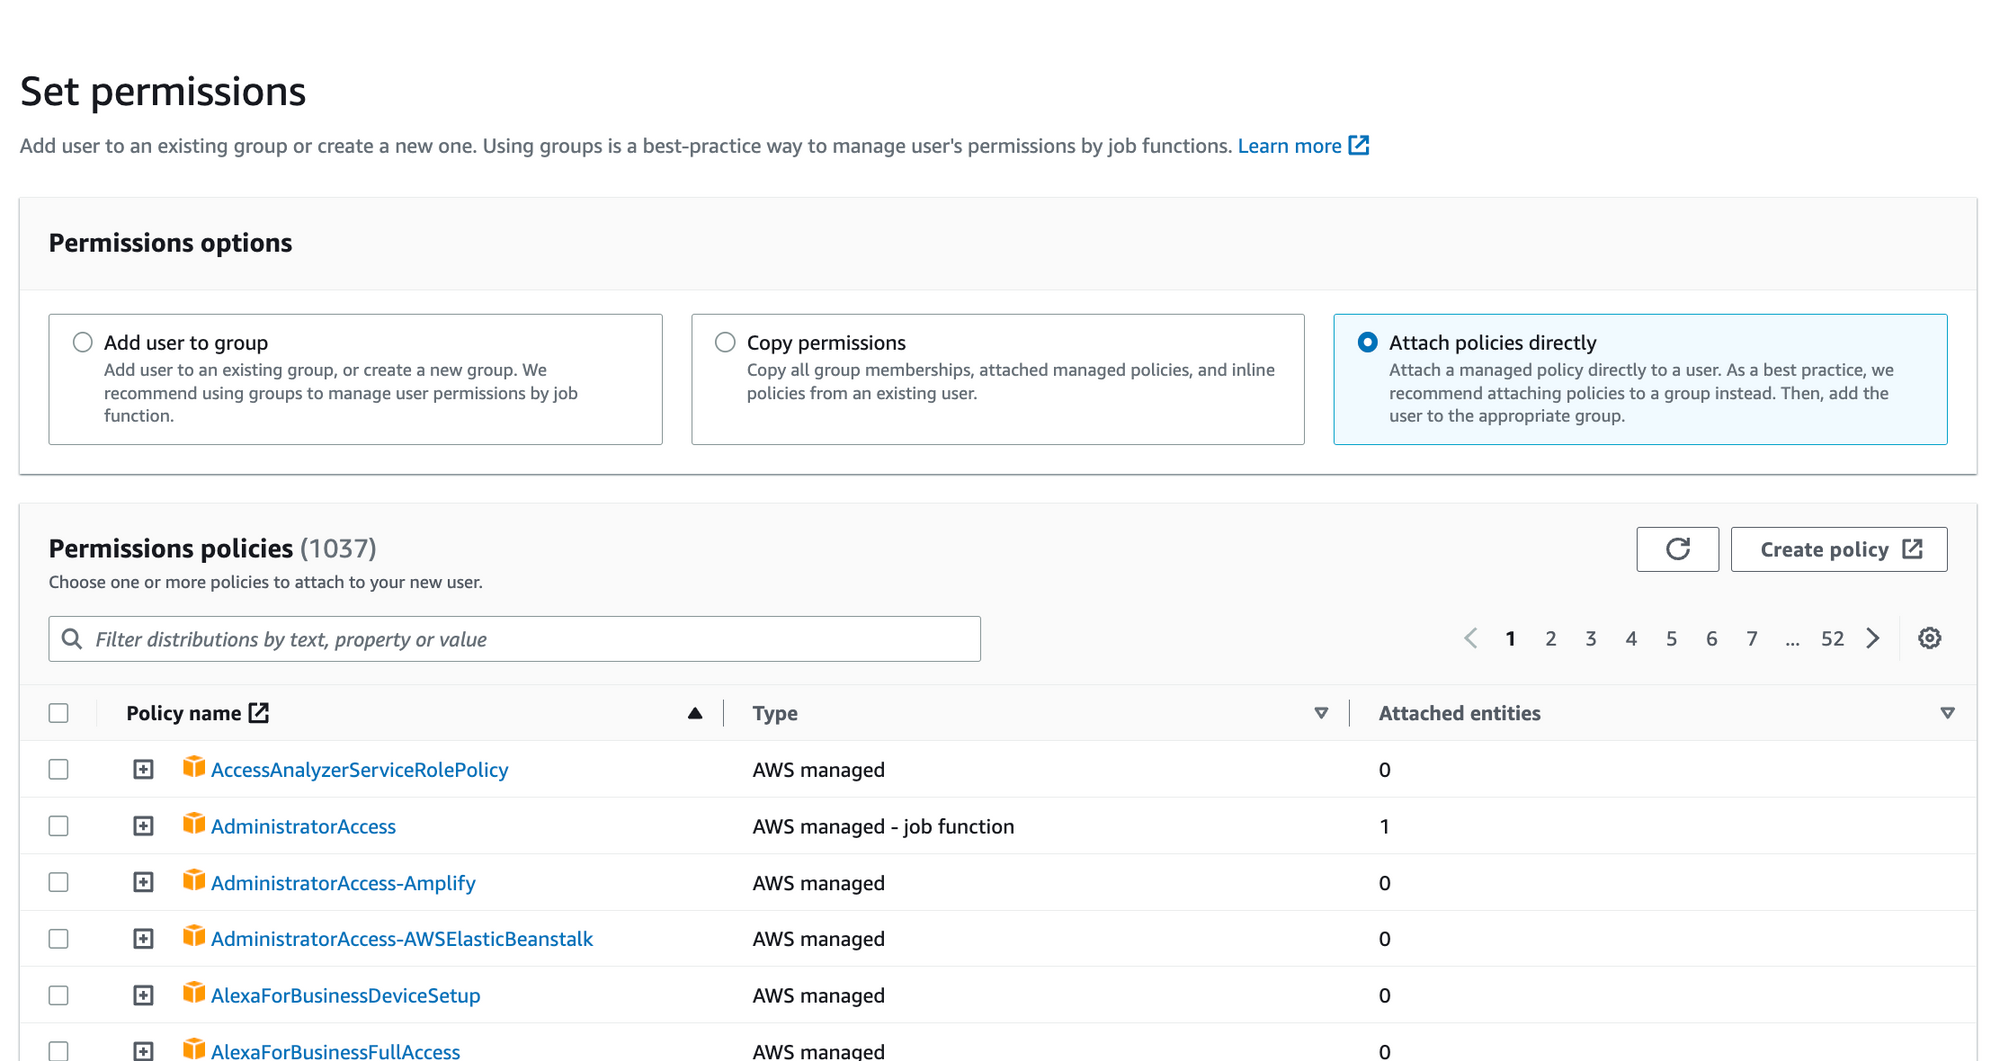 Set permissions
Add user to an existing group or create a new one. Using groups is a best-practice way to manage user's permissions by job functions. Learn more
Permissions options
Add user to group
Add user to an existing group, or create a new group. We
recommend using groups to manage user permissions by job
function.
Copy permissions
Copy all group memberships, attached managed policies, and inline
policies from an existing user.
Attach policies directly
Attach a managed policy directly to a user. As a best practice, we
recommend attaching policies to a group instead. Then, add the
user to the appropriate group.
Permissions policies (1037)
Choose one or more policies to attach to your new user.
Create policy
Filter distributions by text, property or value
1 2 3 4 5 6 7 ... 52
Policy name Type Attached entities
AccessAnalyzerServiceRolePolicy AWS managed 0
AdministratorAccess AWS managed - job function 1
AdministratorAccess-Amplify AWS managed 0
AdministratorAccess-AWSElasticBeanstalk AWS managed 0
AlexaForBusinessDeviceSetup AWS managed 0
AlexaForBusinessFullAccess AWS managed 0